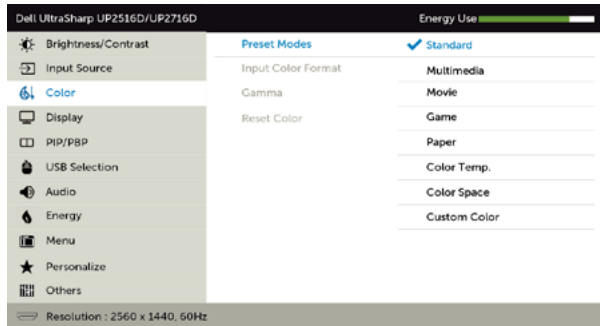 Dell UltraSharp UP2516D/UP2716D Energy Use
Brightness/Contrast Preset Modes Standard
Input Source Input Color Format Multimedia
Color Gamma Movie
Display Reset Color Game
PIP/PBP Paper
USB Selection Color Temp.
Audio Color Space
Energy Custom Color
Menu
Personalize
Others
Resolution : 2560 x 1440, 60Hz